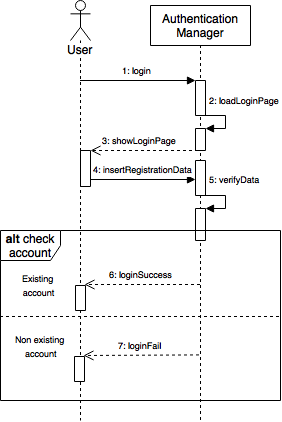 Authentication
Manager
User
1: login
2: loadLoginPage
3: showLoginPage
4: insertRegistrationData
5: verifyData
alt check
account
6: loginSuccess
Existing
account
Non existing
account
7: loginFail